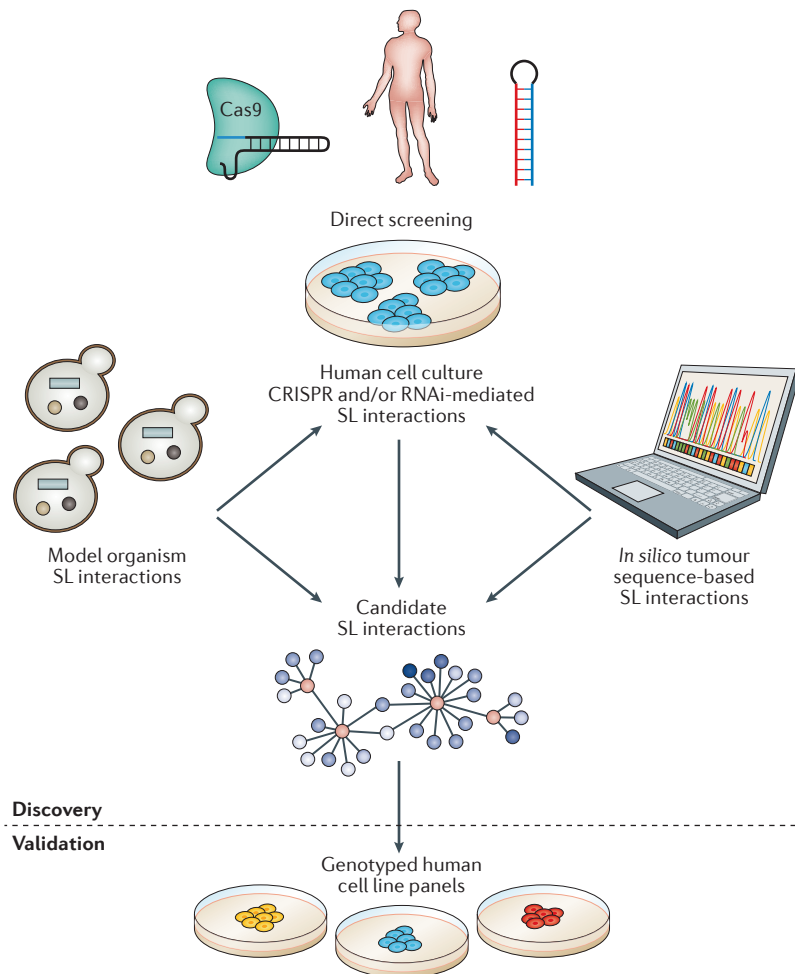 Cas9
Direct screening
Human cell culture
CRISPR and/or RNAi-mediated
SL interactions
Model organism
SL interactions
In silico tumour
sequence-based
SL interactions
Candidate
SL interactions
Discovery
Validation
Genotyped human
cell line panels